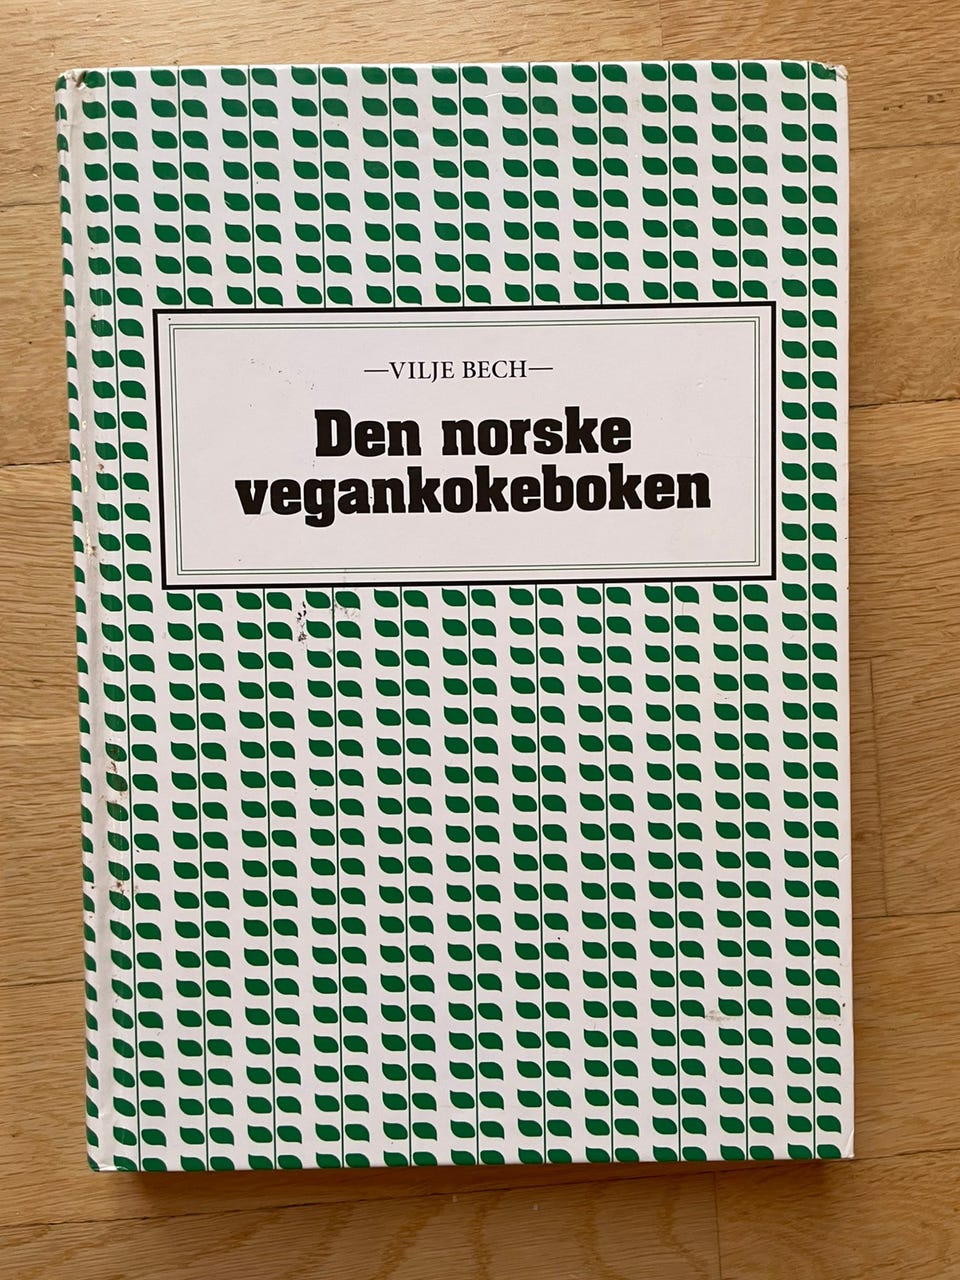 —VILJE BECH—
Den norske
vegankokeboken